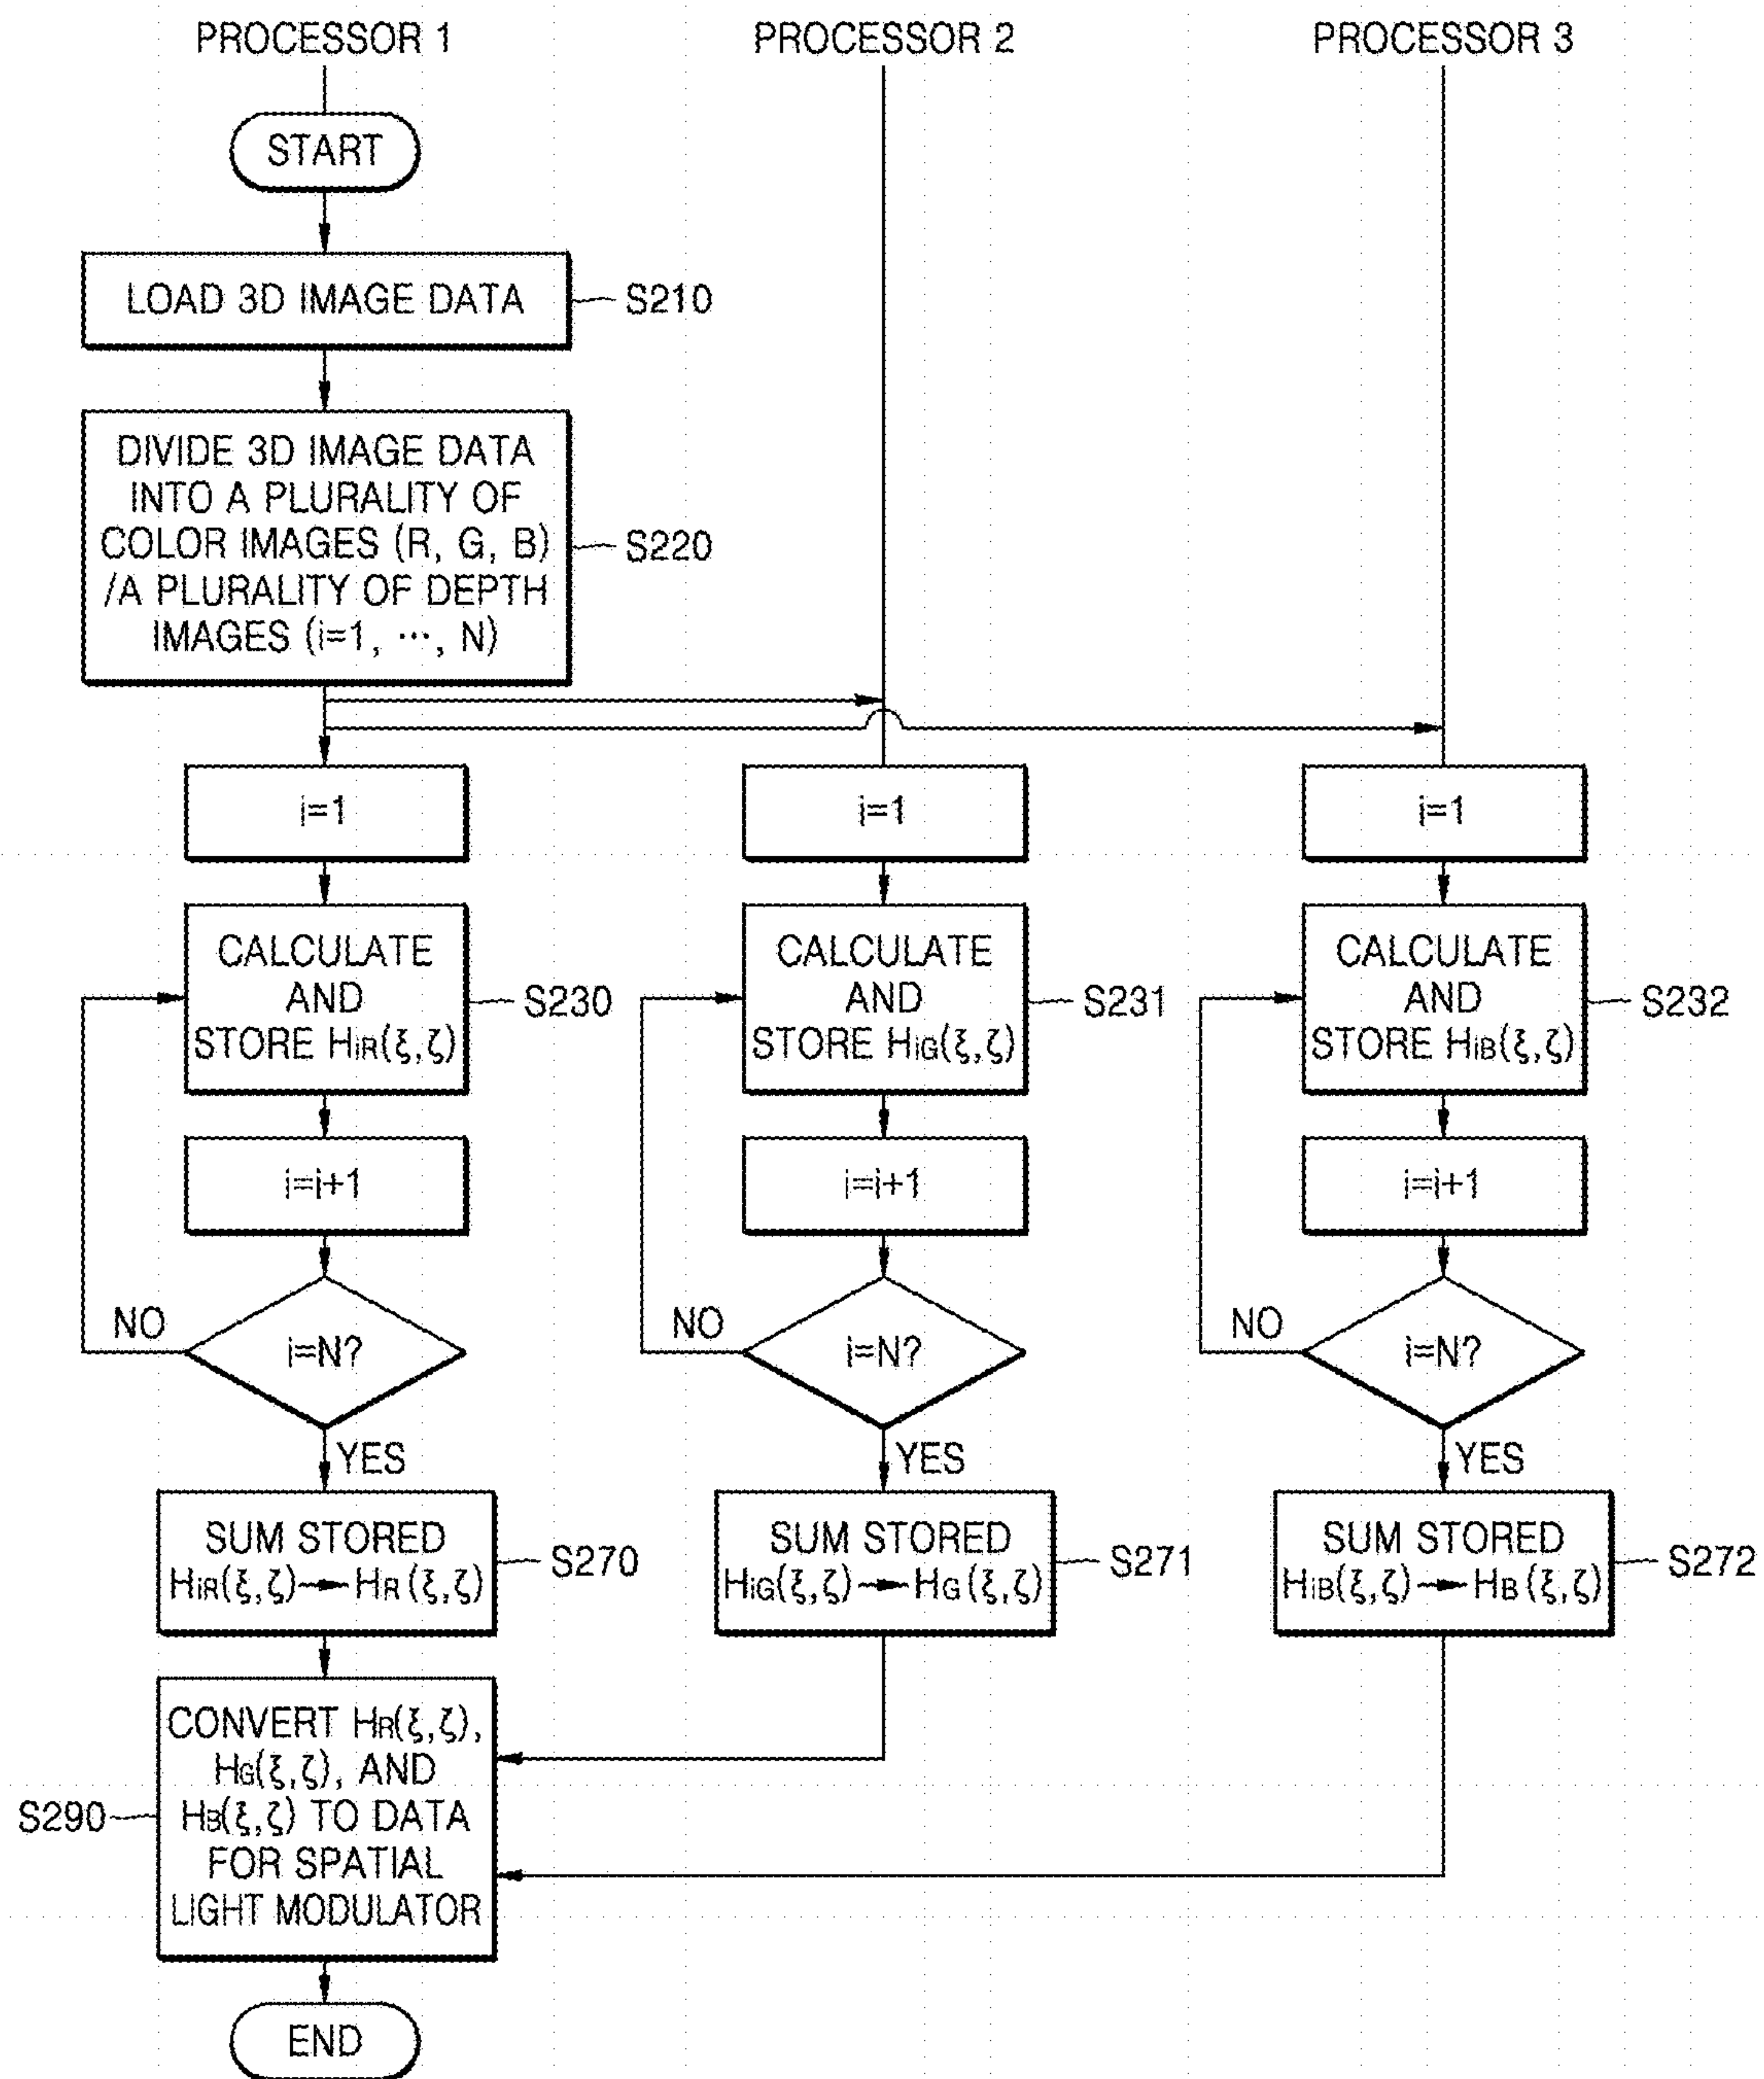 PROCESSOR 1
PROCESSOR 2
PROCESSOR 3
START
LOAD 3D IMAGE DATA
S210
DIVIDE 3D IMAGE DATA
INTO A PLURALITY OF
COLOR IMAGES (R, G, B)
/A PLURALITY OF DEPTH
IMAGES (i=1, ···, N)
S220
i=1
i=1
i=1
CALCULATE
AND
STORE HiR(ξ,ζ)
S230
CALCULATE
AND
STORE HiG(ξ,ζ)
S231
CALCULATE
AND
STORE HiB(ξ,ζ)
S232
i=i+1
i=i+1
i=i+1
NO
i=N?
NO
i=N?
NO
i=N?
YES
YES
YES
SUM STORED
HiR(ξ,ζ)→HR (ξ,ζ)
S270
SUM STORED
HiG(ξ,ζ)→HG (ξ,ζ)
S271
SUM STORED
HiB(ξ,ζ)→HB (ξ,ζ)
S272
CONVERT HR(ξ,ζ),
HG(ξ,ζ), AND
HB(ξ,ζ) TO DATA
FOR SPATIAL
LIGHT MODULATOR
S290
END